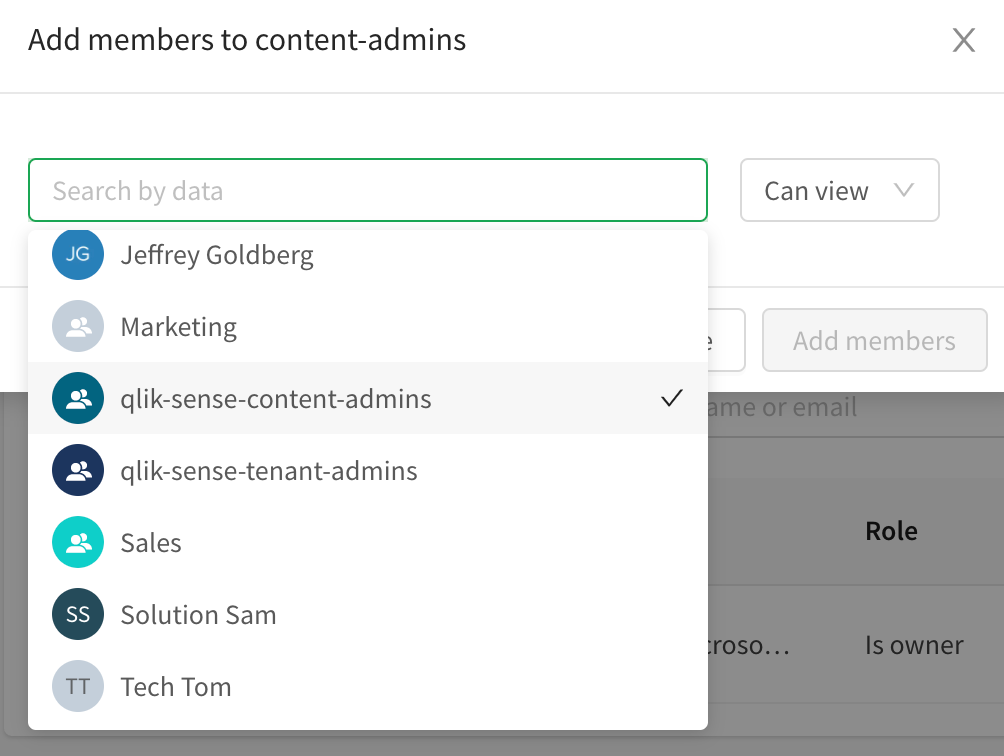 Add members to content-admins
Search by data
Can view
JG Jeffrey Goldberg
Marketing
Add members
qlik-sense-content-admins
ame or email
qlik-sense-tenant-admins
Role
Sales
SS Solution Sam
croso…
Is owner
TT Tech Tom